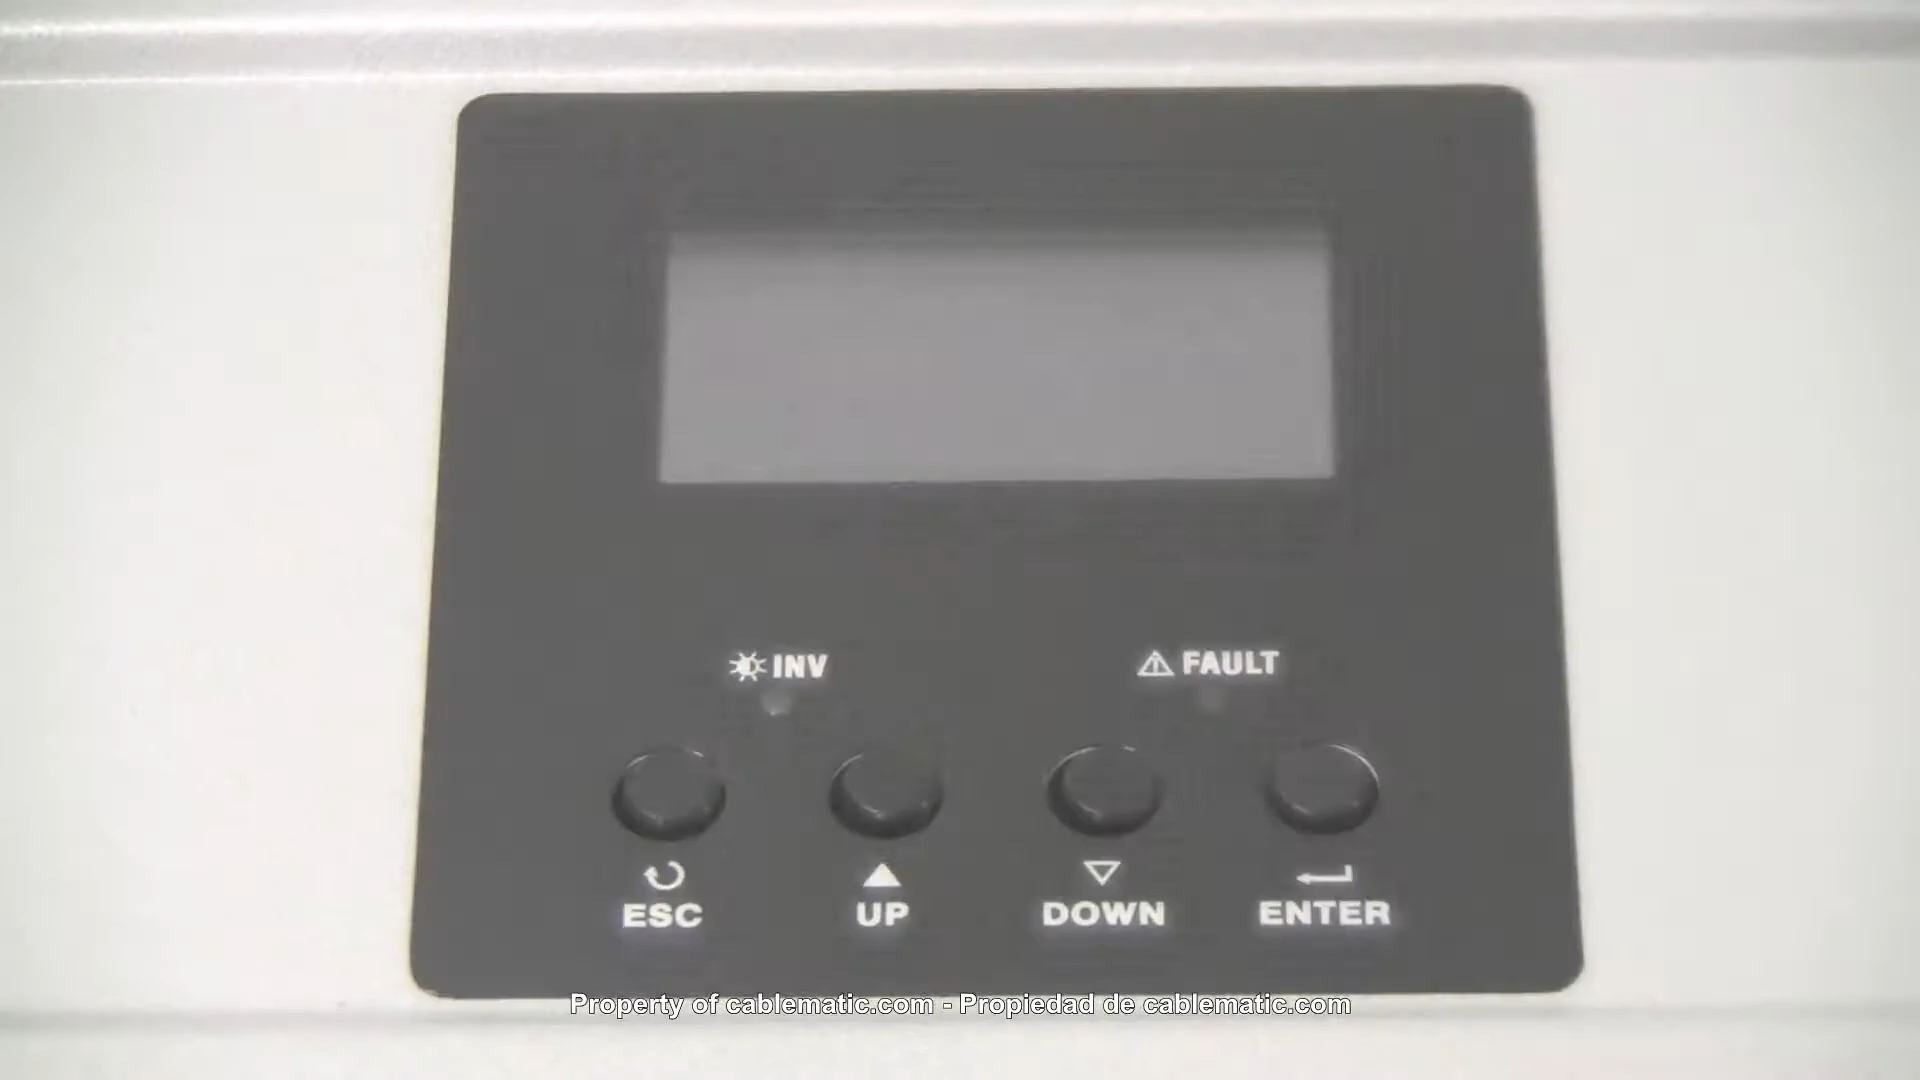 INV
FAULT
ESC
UP
DOWN
ENTER
Property of cablematic.com - Propiedad de cablematic.com